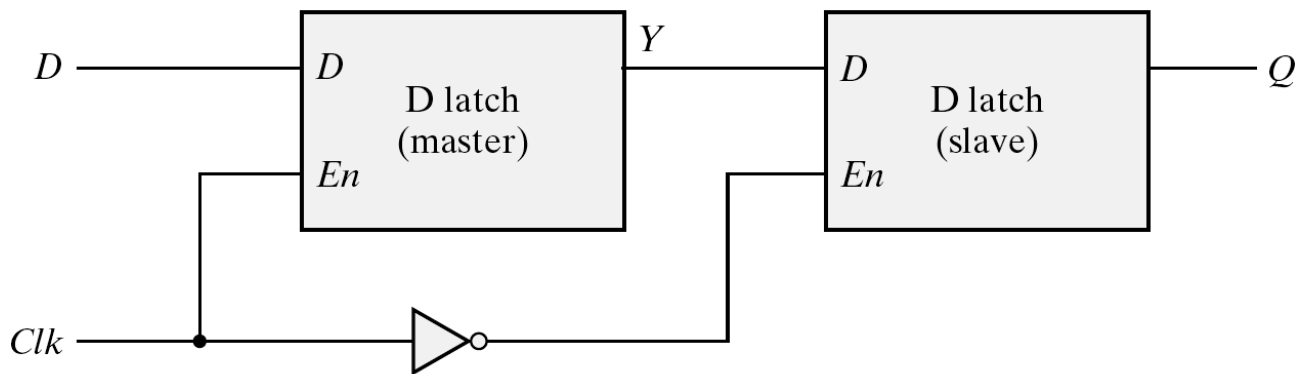 D
D
D latch
(master)
En
Y
D
D latch
(slave)
En
Q
Clk